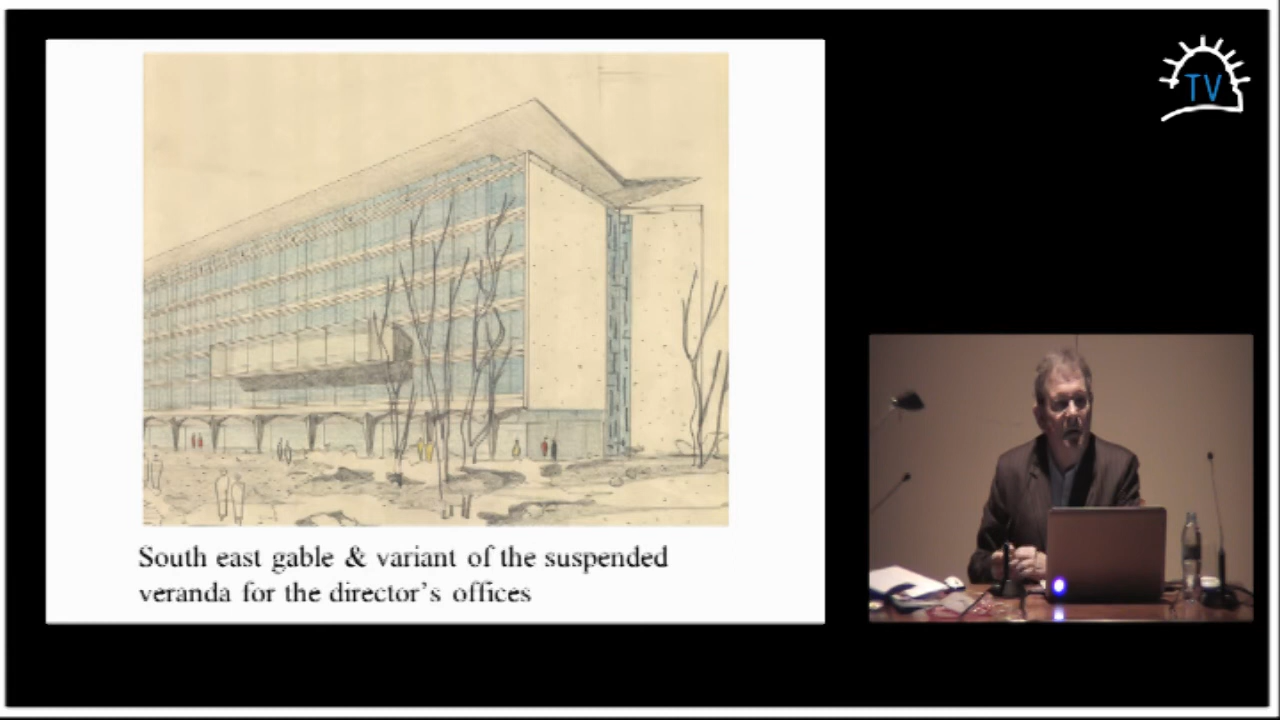 TV
South east gable & variant of the suspended
veranda for the director's offices